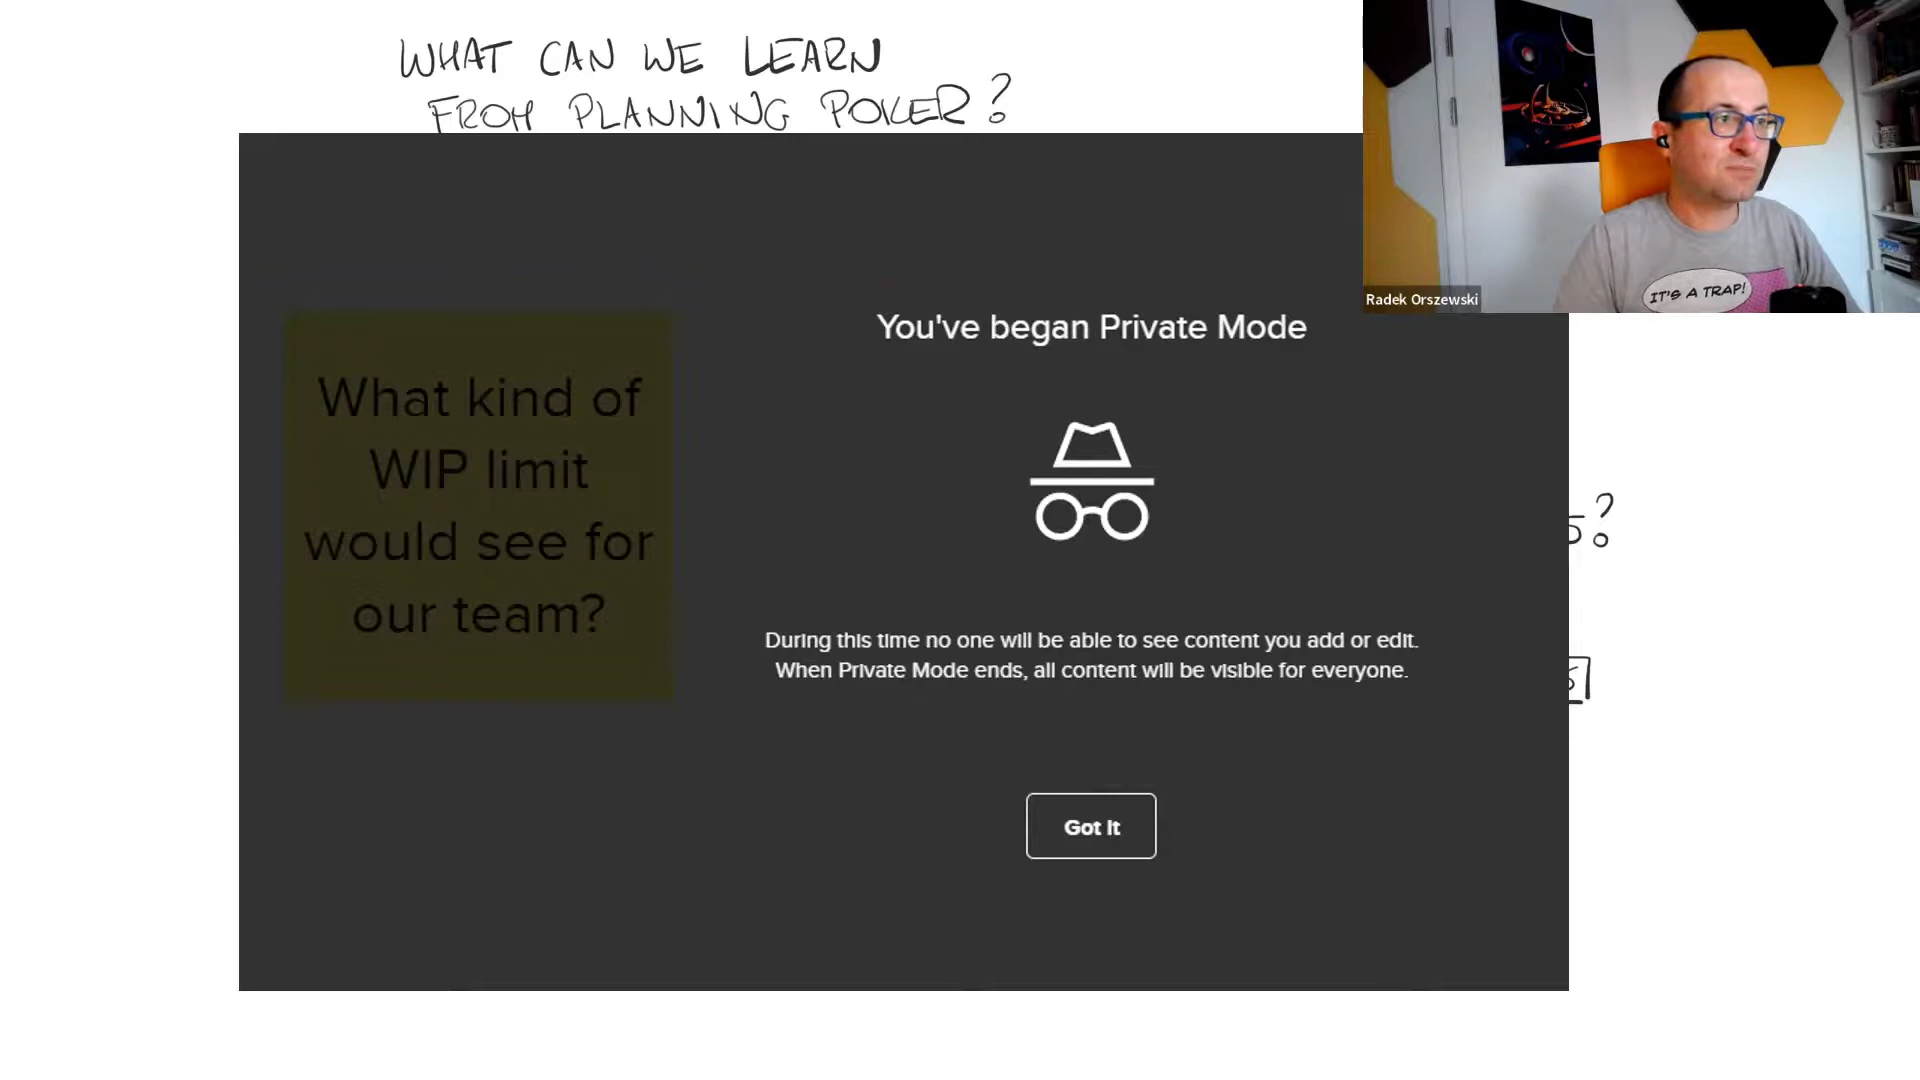 WHAT CAN WE LEARN
FROM PLANNING POKER?
IT'S A TRAP!
Radek Orszewski
You've began Private Mode
What kind of
WIP limit
would see for
our team?
5?
During this time no one will be able to see content you add or edit.
When Private Mode ends, all content will be visible for everyone.
Got it